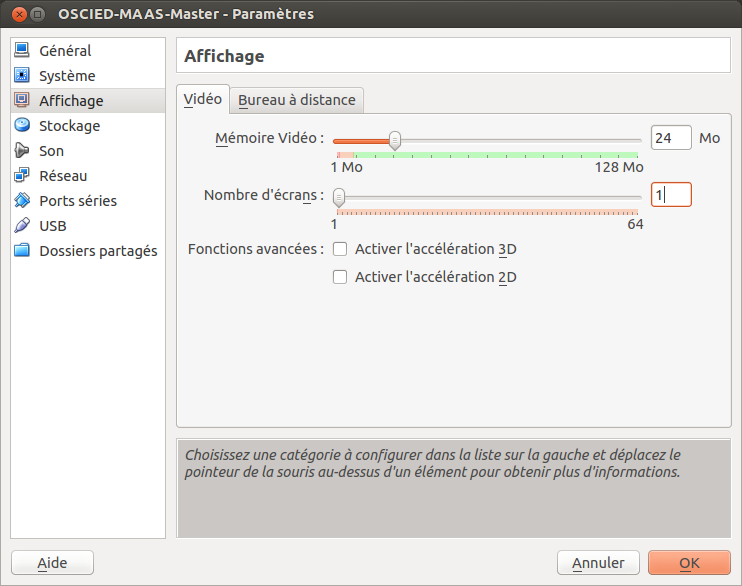 OSCIED-MAAS-Master - Paramètres
Général
Système
Affichage
Stockage
Son
Réseau
Ports séries
USB
Dossiers partagés
Affichage
Vidéo
Bureau à distance
Mémoire Vidéo :
24
Mo
1 Mo
128 Mo
Nombre d'écrans :
1
1
64
Fonctions avancées :
Activer l'accélération 3D
Activer l'accélération 2D
Choisissez une catégorie à configurer dans la liste sur la gauche et déplacez le
pointeur de la souris au-dessus d'un élément pour obtenir plus d'informations.
Aide
Annuler
OK